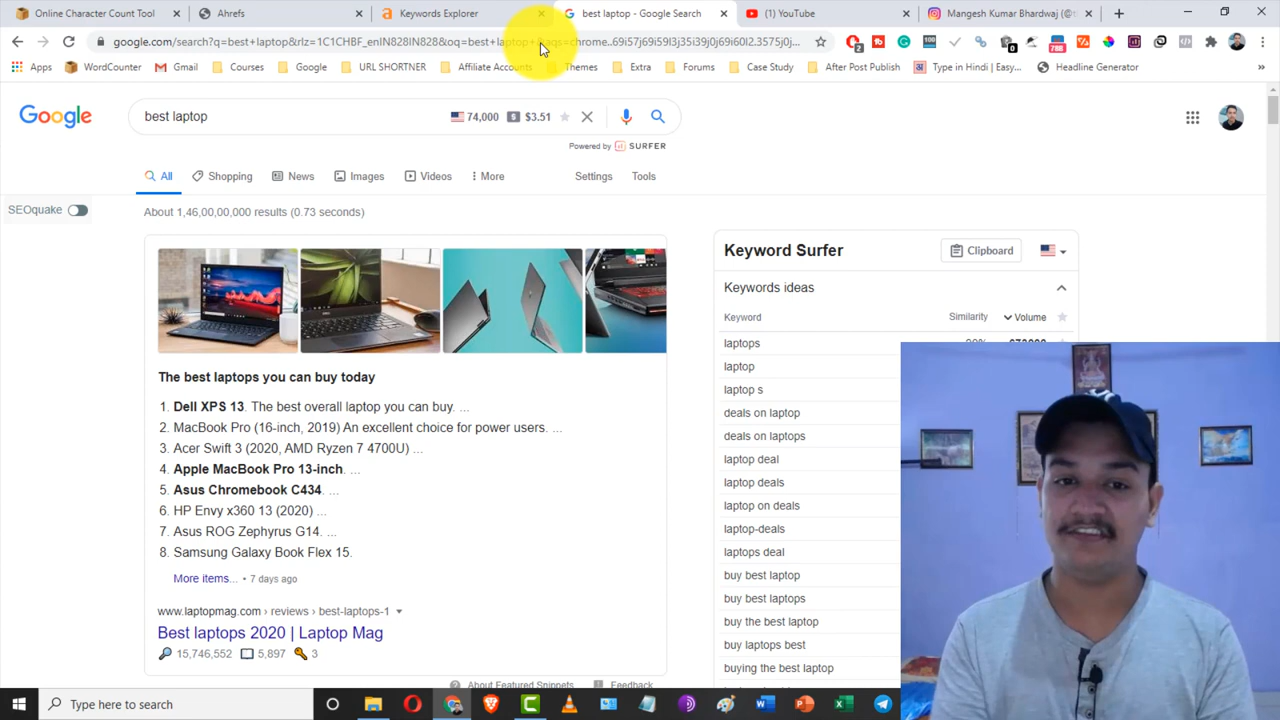 Online Character Count Tool
Ahrefs
Keywords Explorer
best laptop - Google Search
(1) YouTube
Mangesh Kumar Bhardwaj (@
google.com/search?q=best+laptop&rlz=1C1CHBF_enIN828IN828&oq=best+laptop+&aqs=chrome..69i57j69i59l3j35i39j0j69i60l2.3575j0j...
Apps
WordCounter
Gmail
Courses
Google
URL SHORTNER
Affiliate Accounts
Themes
Extra
Forums
Case Study
After Post Publish
Type in Hindi | Easy...
Headline Generator
Google
best laptop
74,000
$3.51
Powered by SURFER
All
Shopping
News
Images
Videos
More
Settings
Tools
SEOquake
About 1,46,00,00,000 results (0.73 seconds)
The best laptops you can buy today
1. Dell XPS 13. The best overall laptop you can buy. ...
2. MacBook Pro (16-inch, 2019) An excellent choice for power users. ...
3. Acer Swift 3 (2020, AMD Ryzen 7 4700U) ...
4. Apple MacBook Pro 13-inch. ...
5. Asus Chromebook C434. ...
6. HP Envy x360 13 (2020) ...
7. Asus ROG Zephyrus G14. ...
8. Samsung Galaxy Book Flex 15.
More items... • 7 days ago
www.laptopmag.com › reviews › best-laptops-1
Best laptops 2020 | Laptop Mag
15,746,552
5,897
3
About Featured Snippets
Feedback
Keyword Surfer
Clipboard
Keywords ideas
Keyword
Similarity
Volume
laptops
laptop
laptop s
deals on laptop
deals on laptops
laptop deal
laptop deals
laptop on deals
laptop-deals
laptops deal
buy best laptop
buy best laptops
buy the best laptop
buy laptops best
buying the best laptop
Type here to search